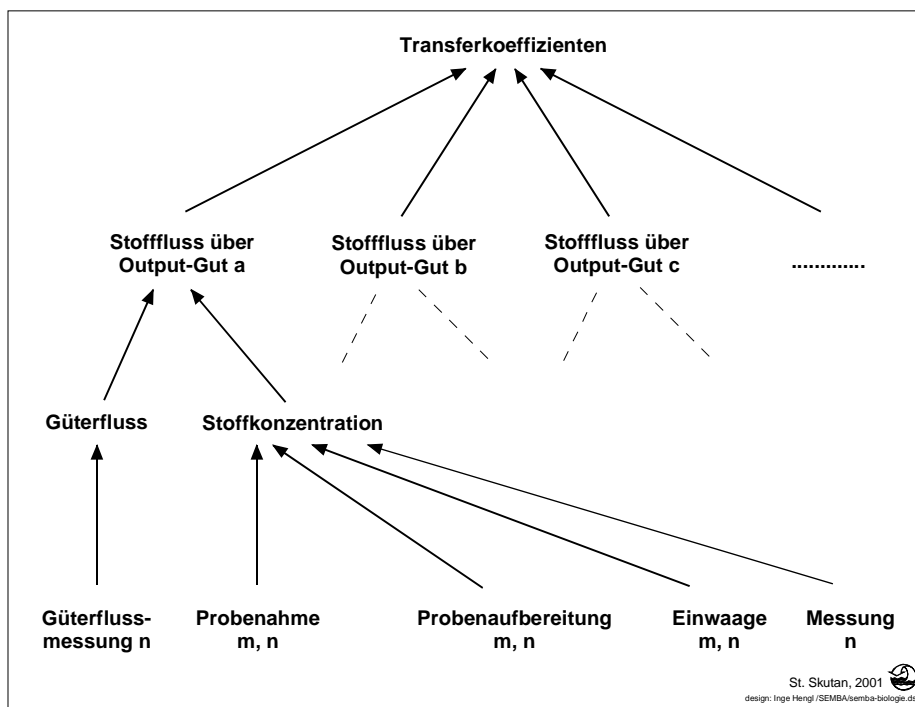 Transferkoeffizienten
Stofffluss über
Output-Gut a
Stofffluss über
Output-Gut b
Stofffluss über
Output-Gut c
.............
Güterfluss
Stoffkonzentration
Güterfluss-
messung n
Probenahme
m, n
Probenaufbereitung
m, n
Einwaage
m, n
Messung
n
St. Skutan, 2001
design: Inge Hengl /SEMBA/semba-biologie.ds